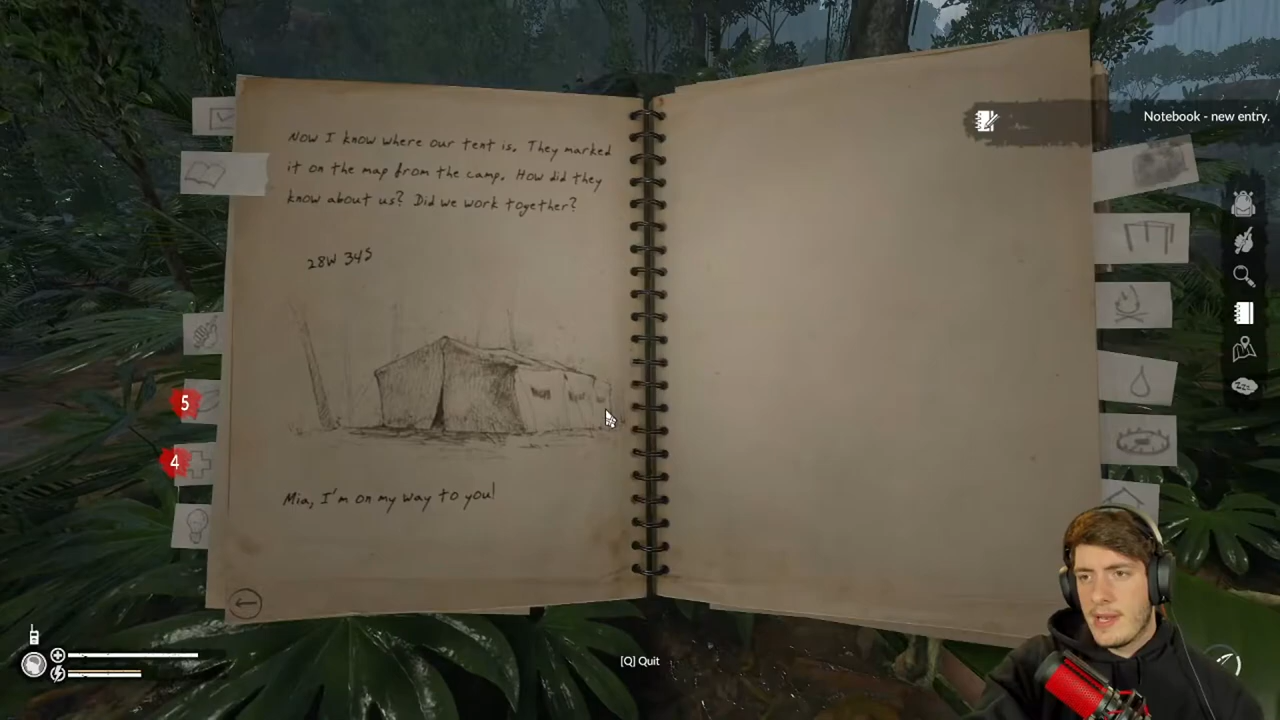 Now I know where our tent is. They marked
it on the map from the camp. How did they
know about us? Did we work together?
28W 34S
Mia, I'm on my way to you!
Notebook - new entry.
5
4
[Q] Quit